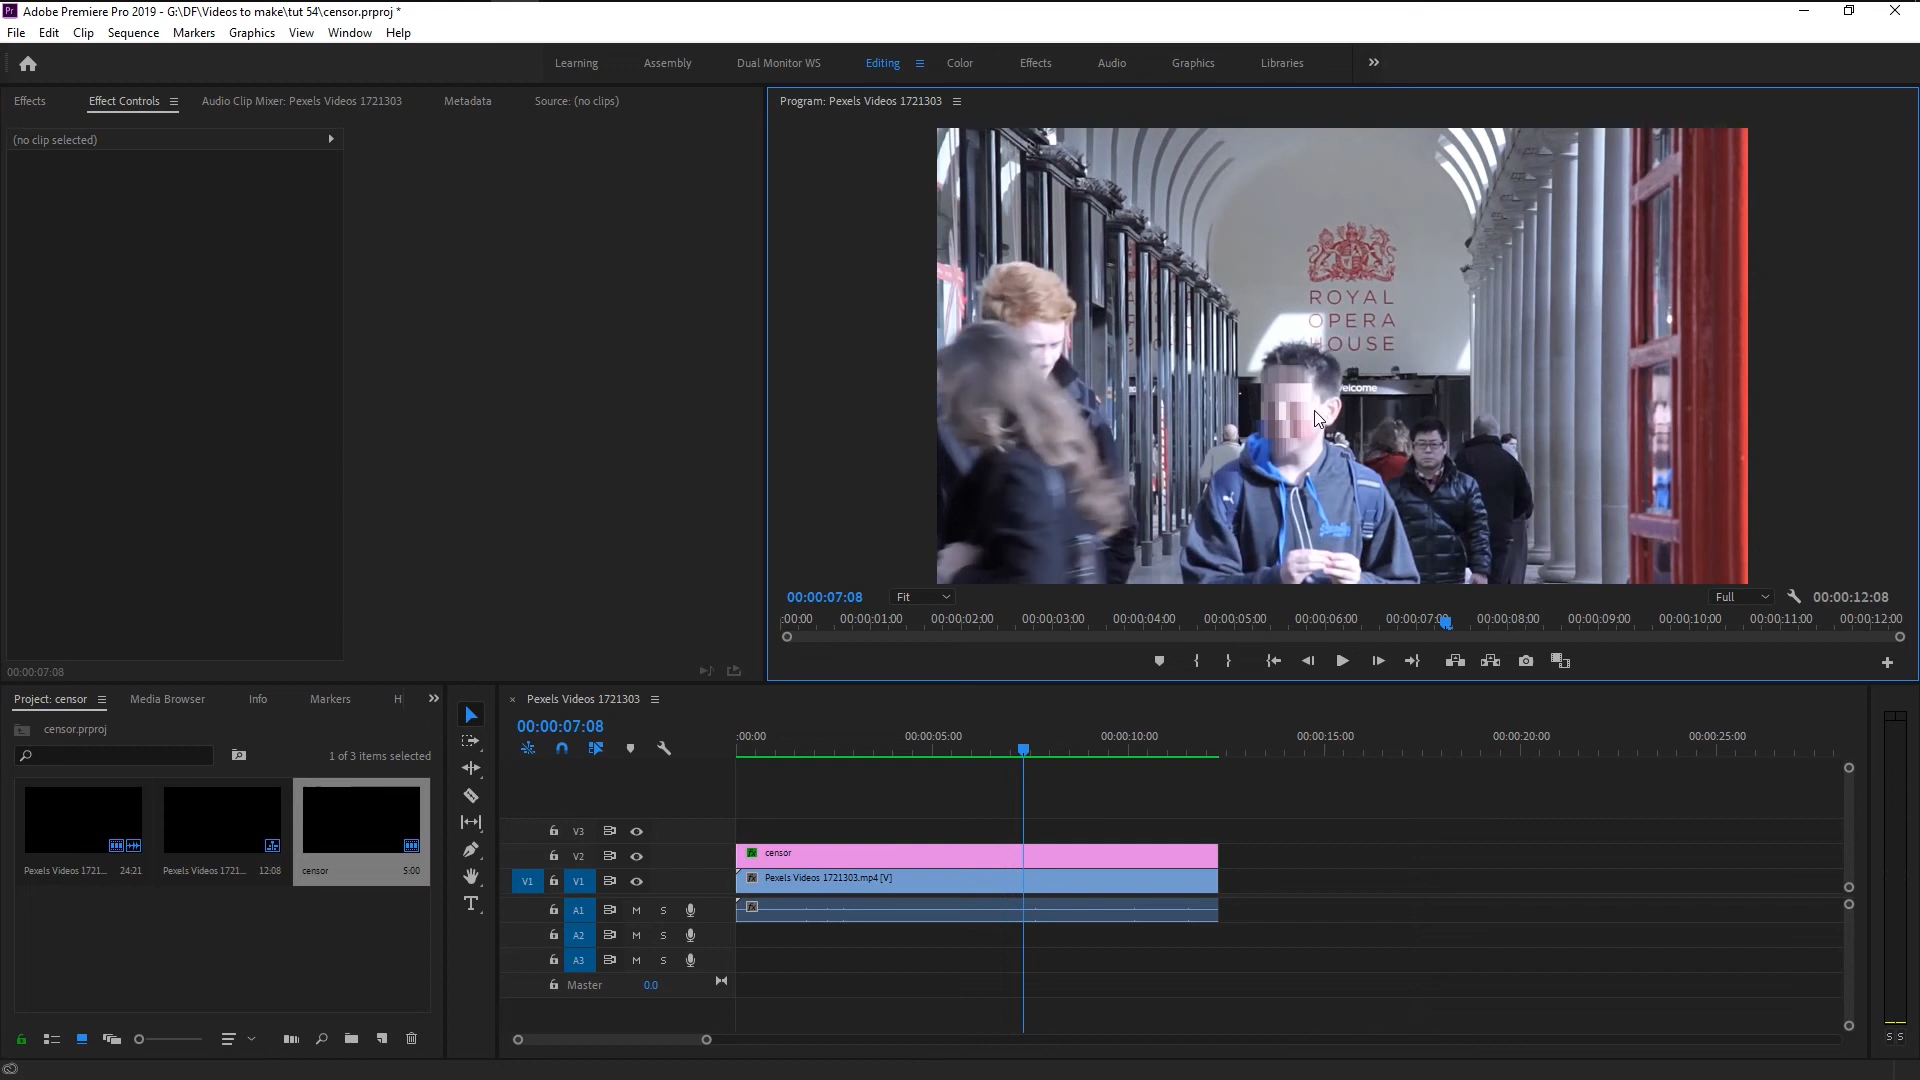 Adobe Premiere Pro 2019 - G:\DF\Videos to make\tut 54\censor.prproj *
File Edit Clip Sequence Markers Graphics View Window Help
Learning Assembly Dual Monitor WS Editing Color Effects Audio Graphics Libraries
Effects Effect Controls Audio Clip Mixer: Pexels Videos 1721303 Metadata Source: (no clips)
(no clip selected)
00:00:07:08
Program: Pexels Videos 1721303
ROYAL
OPERA
HOUSE
elcome
00:00:07:08 Fit Full 00:00:12:08
:00:00 00:00:01:00 00:00:02:00 00:00:03:00 00:00:04:00 00:00:05:00 00:00:06:00 00:00:07:00 00:00:08:00 00:00:09:00 00:00:10:00 00:00:11:00 00:00:12:00
Project: censor Media Browser Info Markers H
censor.prproj
1 of 3 items selected
Pexels Videos 1721... 24:21 Pexels Videos 1721... 12:08 censor 5:00
Pexels Videos 1721303
00:00:07:08
:00:00 00:00:05:00 00:00:10:00 00:00:15:00 00:00:20:00 00:00:25:00
V3
V2 censor
V1 V1 Pexels Videos 1721303.mp4 [V]
A1 M S
A2 M S
A3 M S
Master 0.0
S S